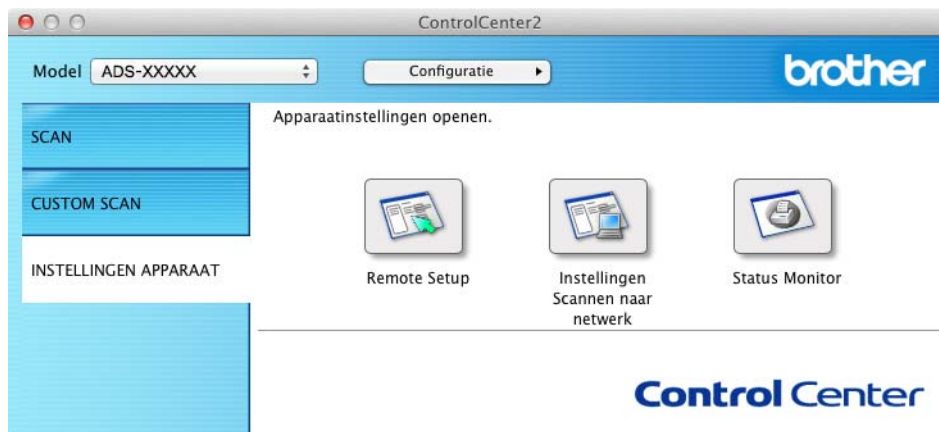 ControlCenter2
Model ADS-XXXXX Configuratie brother
SCAN
CUSTOM SCAN
INSTELLINGEN APPARAAT
Apparaatinstellingen openen.
Remote Setup
Instellingen
Scannen naar
netwerk
Status Monitor
Control Center